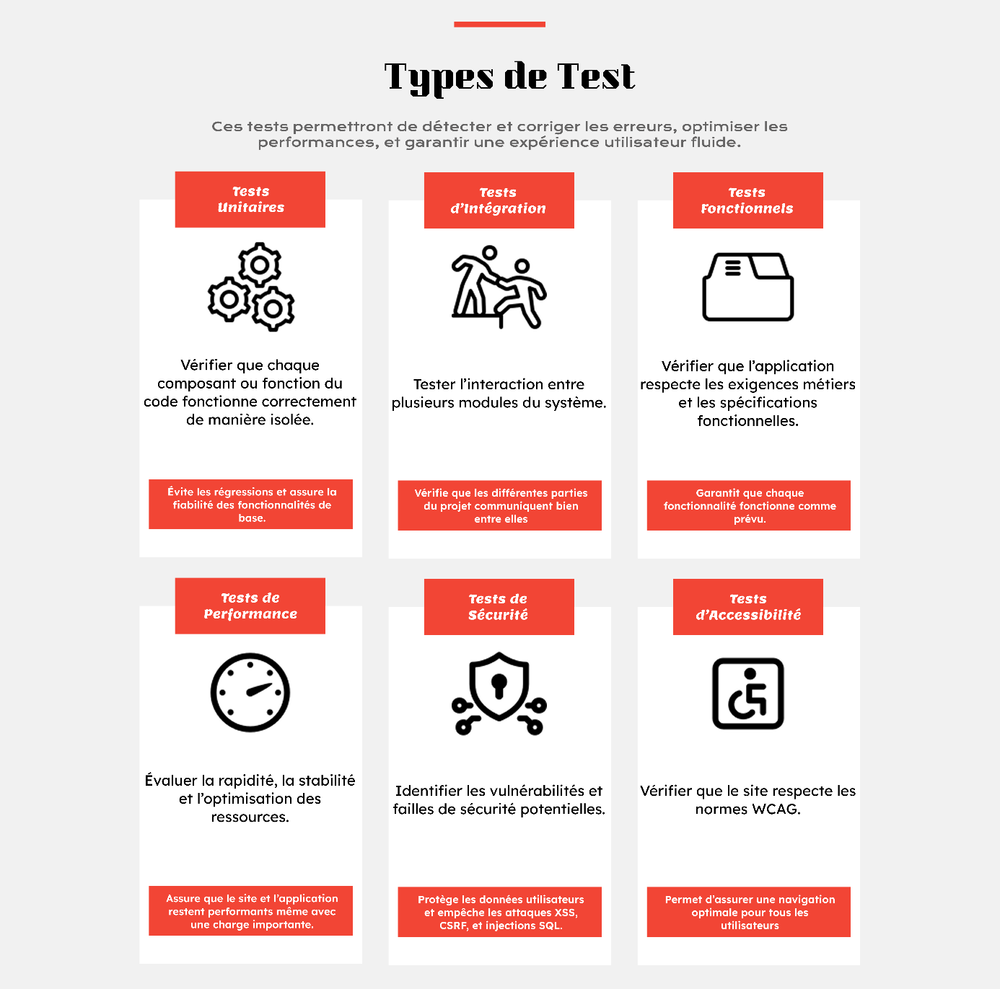 Types de Test
Ces tests permettront de détecter et corriger les erreurs, optimiser les
performances, et garantir une expérience utilisateur fluide.
Tests
Unitaires
Vérifier que chaque
composant ou fonction du
code fonctionne correctement
de manière isolée.
Évite les régressions et assure la
fiabilité des fonctionnalités de
base.
Tests
d'Intégration
Tester l'interaction entre
plusieurs modules du système.
Vérifie que les différentes parties
du projet communiquent bien
entre elles
Tests
Fonctionnels
Vérifier que l'application
respecte les exigences métiers
et les spécifications
fonctionnelles.
Garantit que chaque
fonctionnalité fonctionne comme
prévu.
Tests de
Performance
Évaluer la rapidité, la stabilité
et l'optimisation des
ressources.
Assure que le site et l'application
restent performants même avec
une charge importante.
Tests de
Sécurité
Identifier les vulnérabilités et
failles de sécurité potentielles.
Protège les données utilisateurs
et empêche les attaques XSS,
CSRF, et injections SQL.
Tests
d'Accessibilité
Vérifier que le site respecte les
normes WCAG.
Permet d'assurer une navigation
optimale pour tous les
utilisateurs